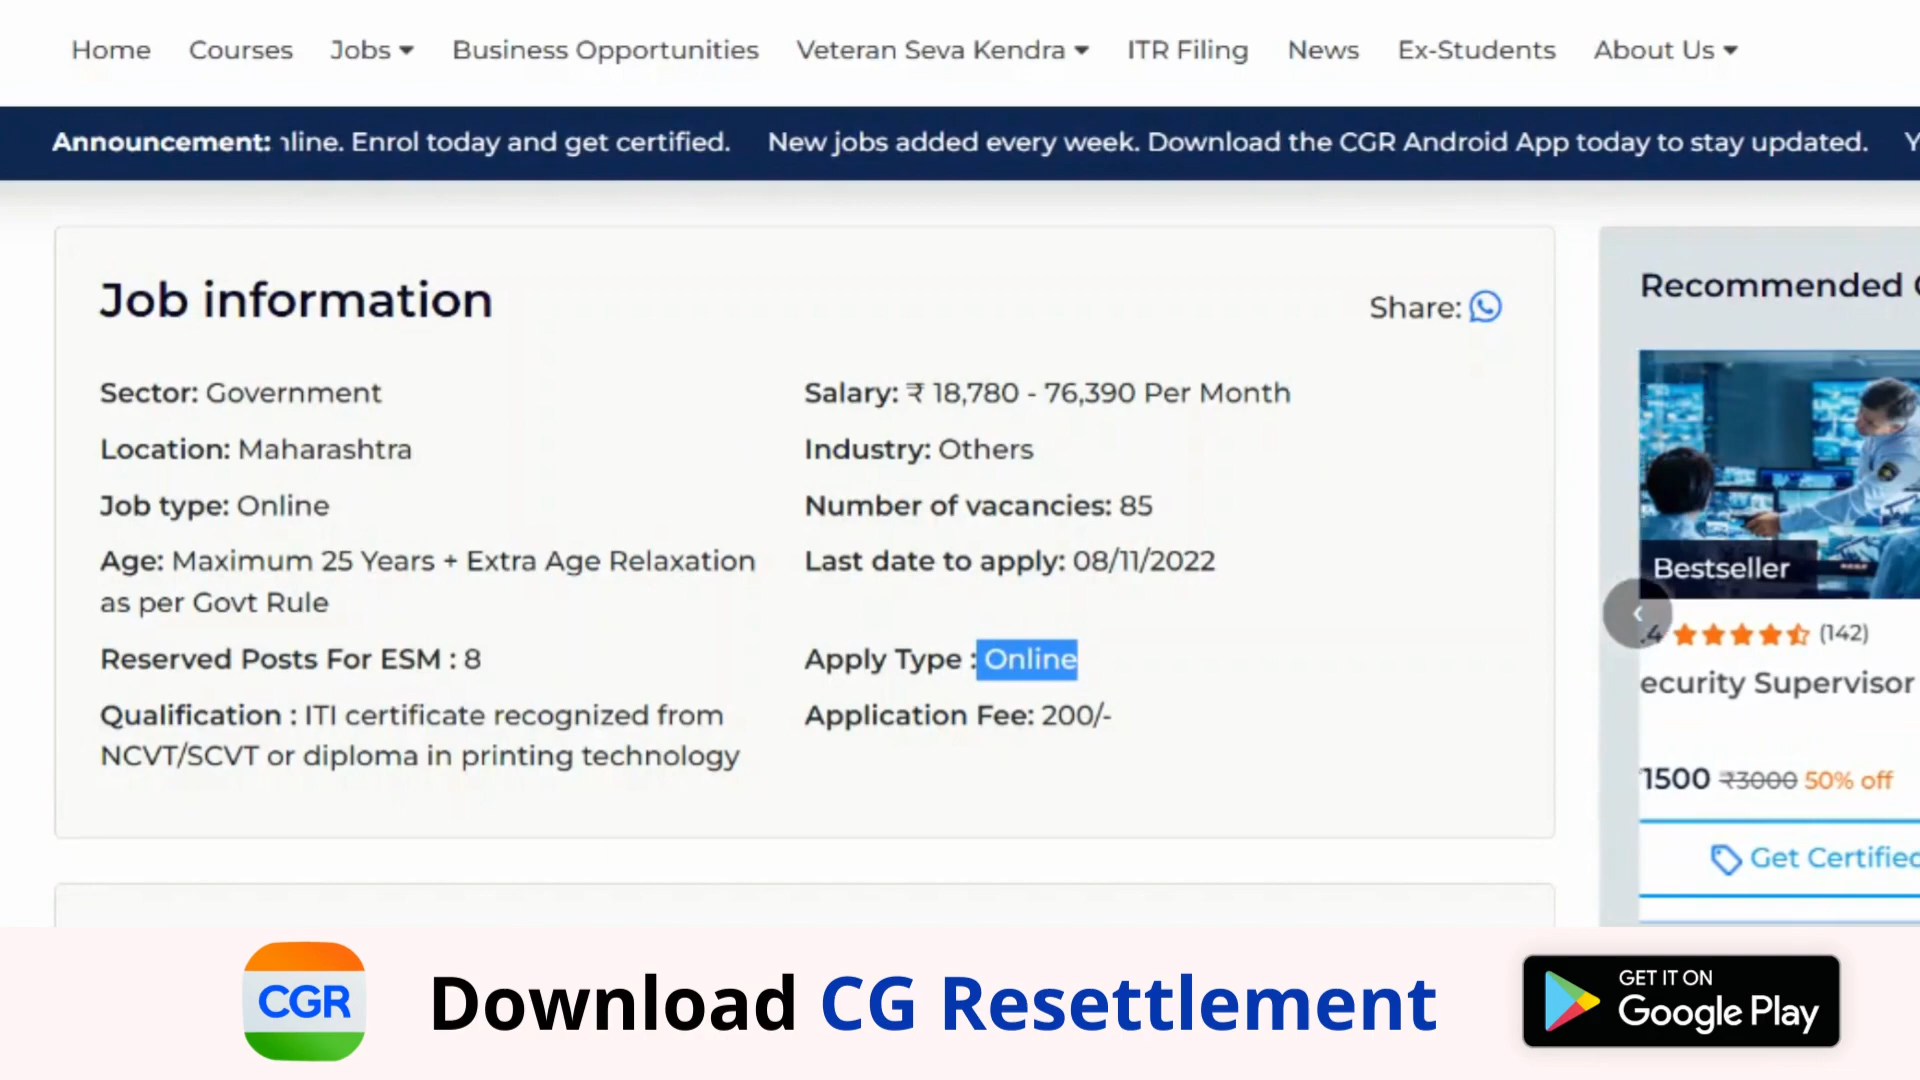 Home Courses Jobs Business Opportunities Veteran Seva Kendra ITR Filing News Ex-Students About Us
Announcement: nline. Enrol today and get certified. New jobs added every week. Download the CGR Android App today to stay updated. Y
Job information
Share:
Sector: Government
Salary: ₹ 18,780 - 76,390 Per Month
Location: Maharashtra
Industry: Others
Job type: Online
Number of vacancies: 85
Age: Maximum 25 Years + Extra Age Relaxation
as per Govt Rule
Last date to apply: 08/11/2022
Reserved Posts For ESM : 8
Apply Type : Online
Qualification : ITI certificate recognized from
NCVT/SCVT or diploma in printing technology
Application Fee: 200/-
Recommended
Bestseller
.4 (142)
ecurity Supervisor
1500 ₹3000 50% off
Get Certified
CGR
Download CG Resettlement
GET IT ON
Google Play